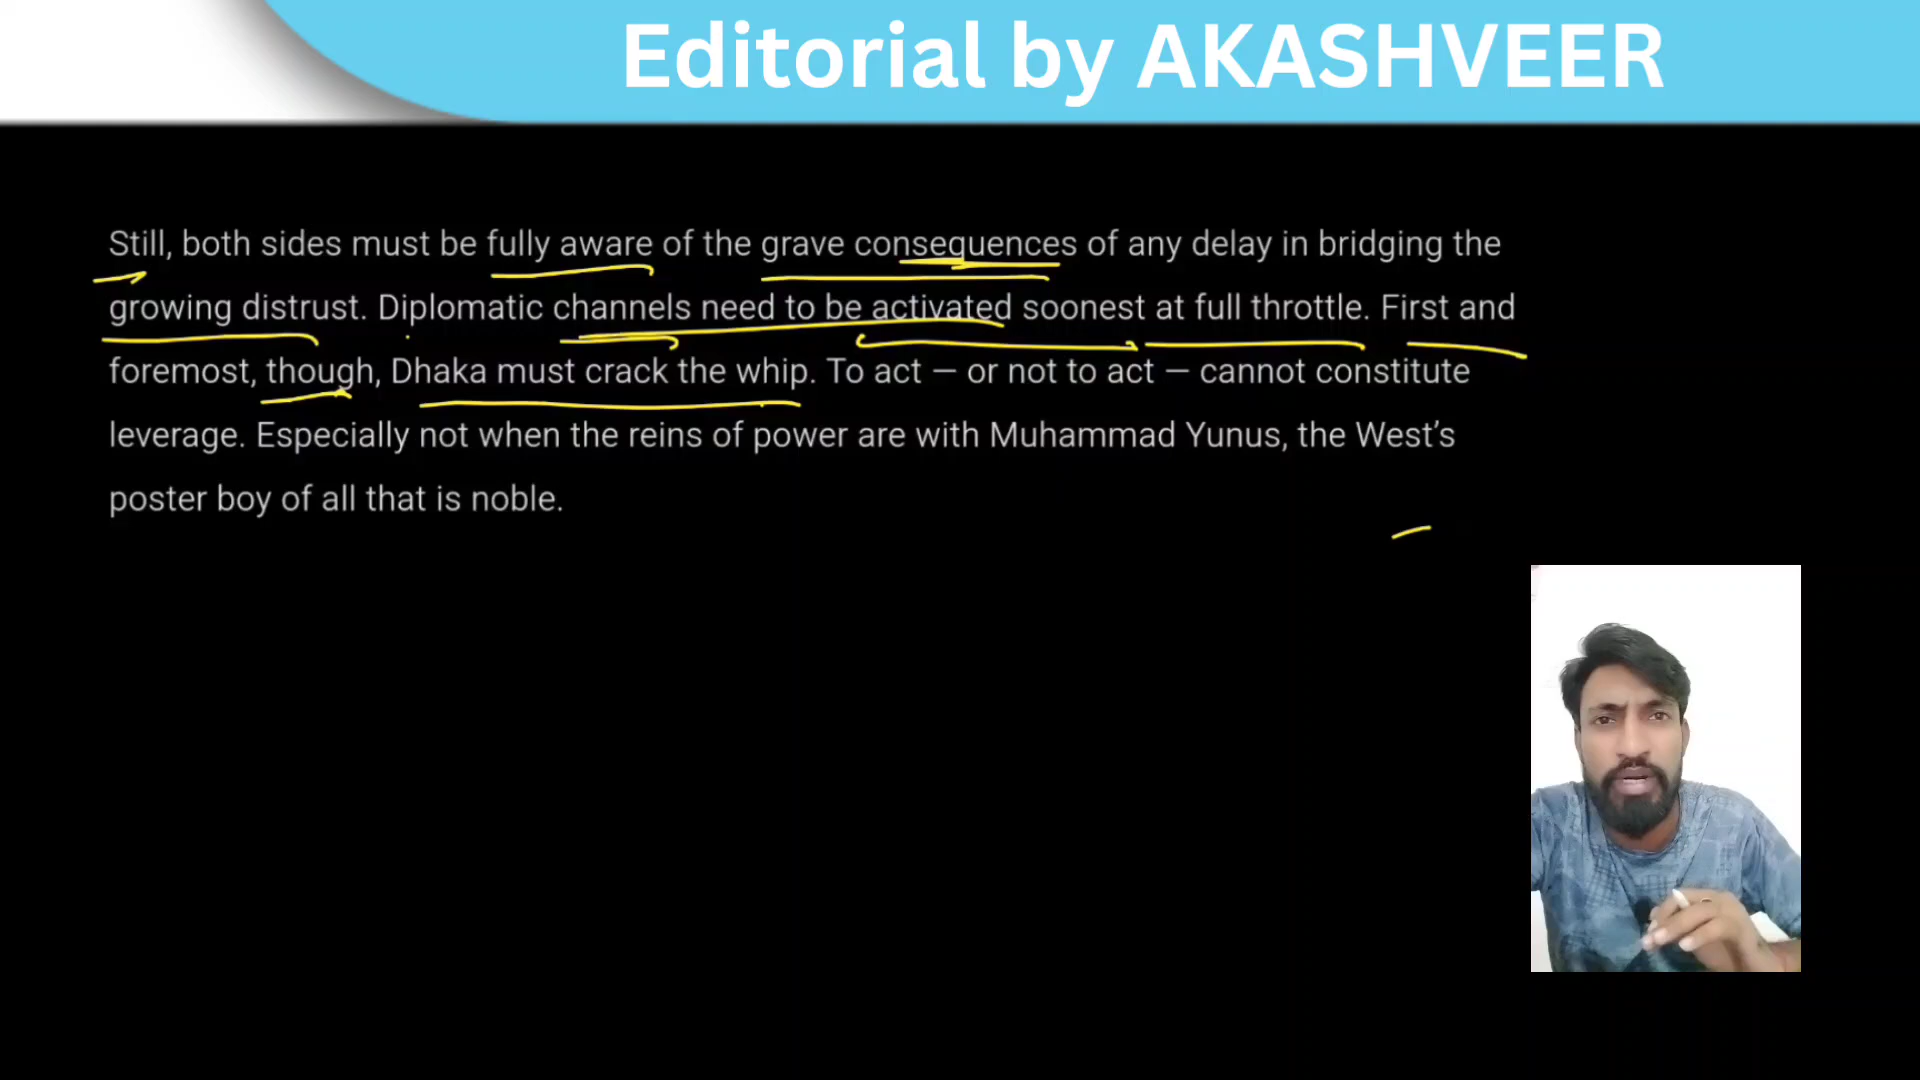 Editorial by AKASHVEER
Still, both sides must be fully aware of the grave consequences of any delay in bridging the
growing distrust. Diplomatic channels need to be activated soonest at full throttle. First and
foremost, though, Dhaka must crack the whip. To act — or not to act — cannot constitute
leverage. Especially not when the reins of power are with Muhammad Yunus, the West’s
poster boy of all that is noble.